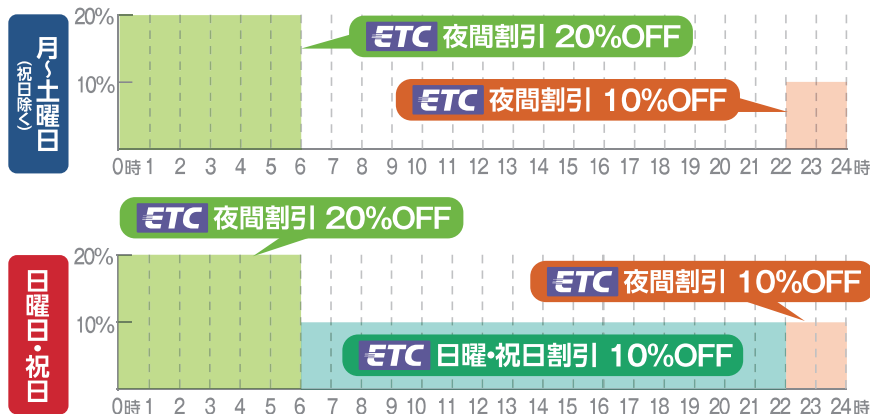 月〜土曜日
(祝日除く)
20%
10%
ETC 夜間割引 20%OFF
ETC 夜間割引 10%OFF
0時 1 2 3 4 5 6 7 8 9 10 11 12 13 14 15 16 17 18 19 20 21 22 23 24時
日曜日・祝日
ETC 夜間割引 20%OFF
20%
10%
ETC 夜間割引 10%OFF
ETC 日曜・祝日割引 10%OFF
0時 1 2 3 4 5 6 7 8 9 10 11 12 13 14 15 16 17 18 19 20 21 22 23 24時